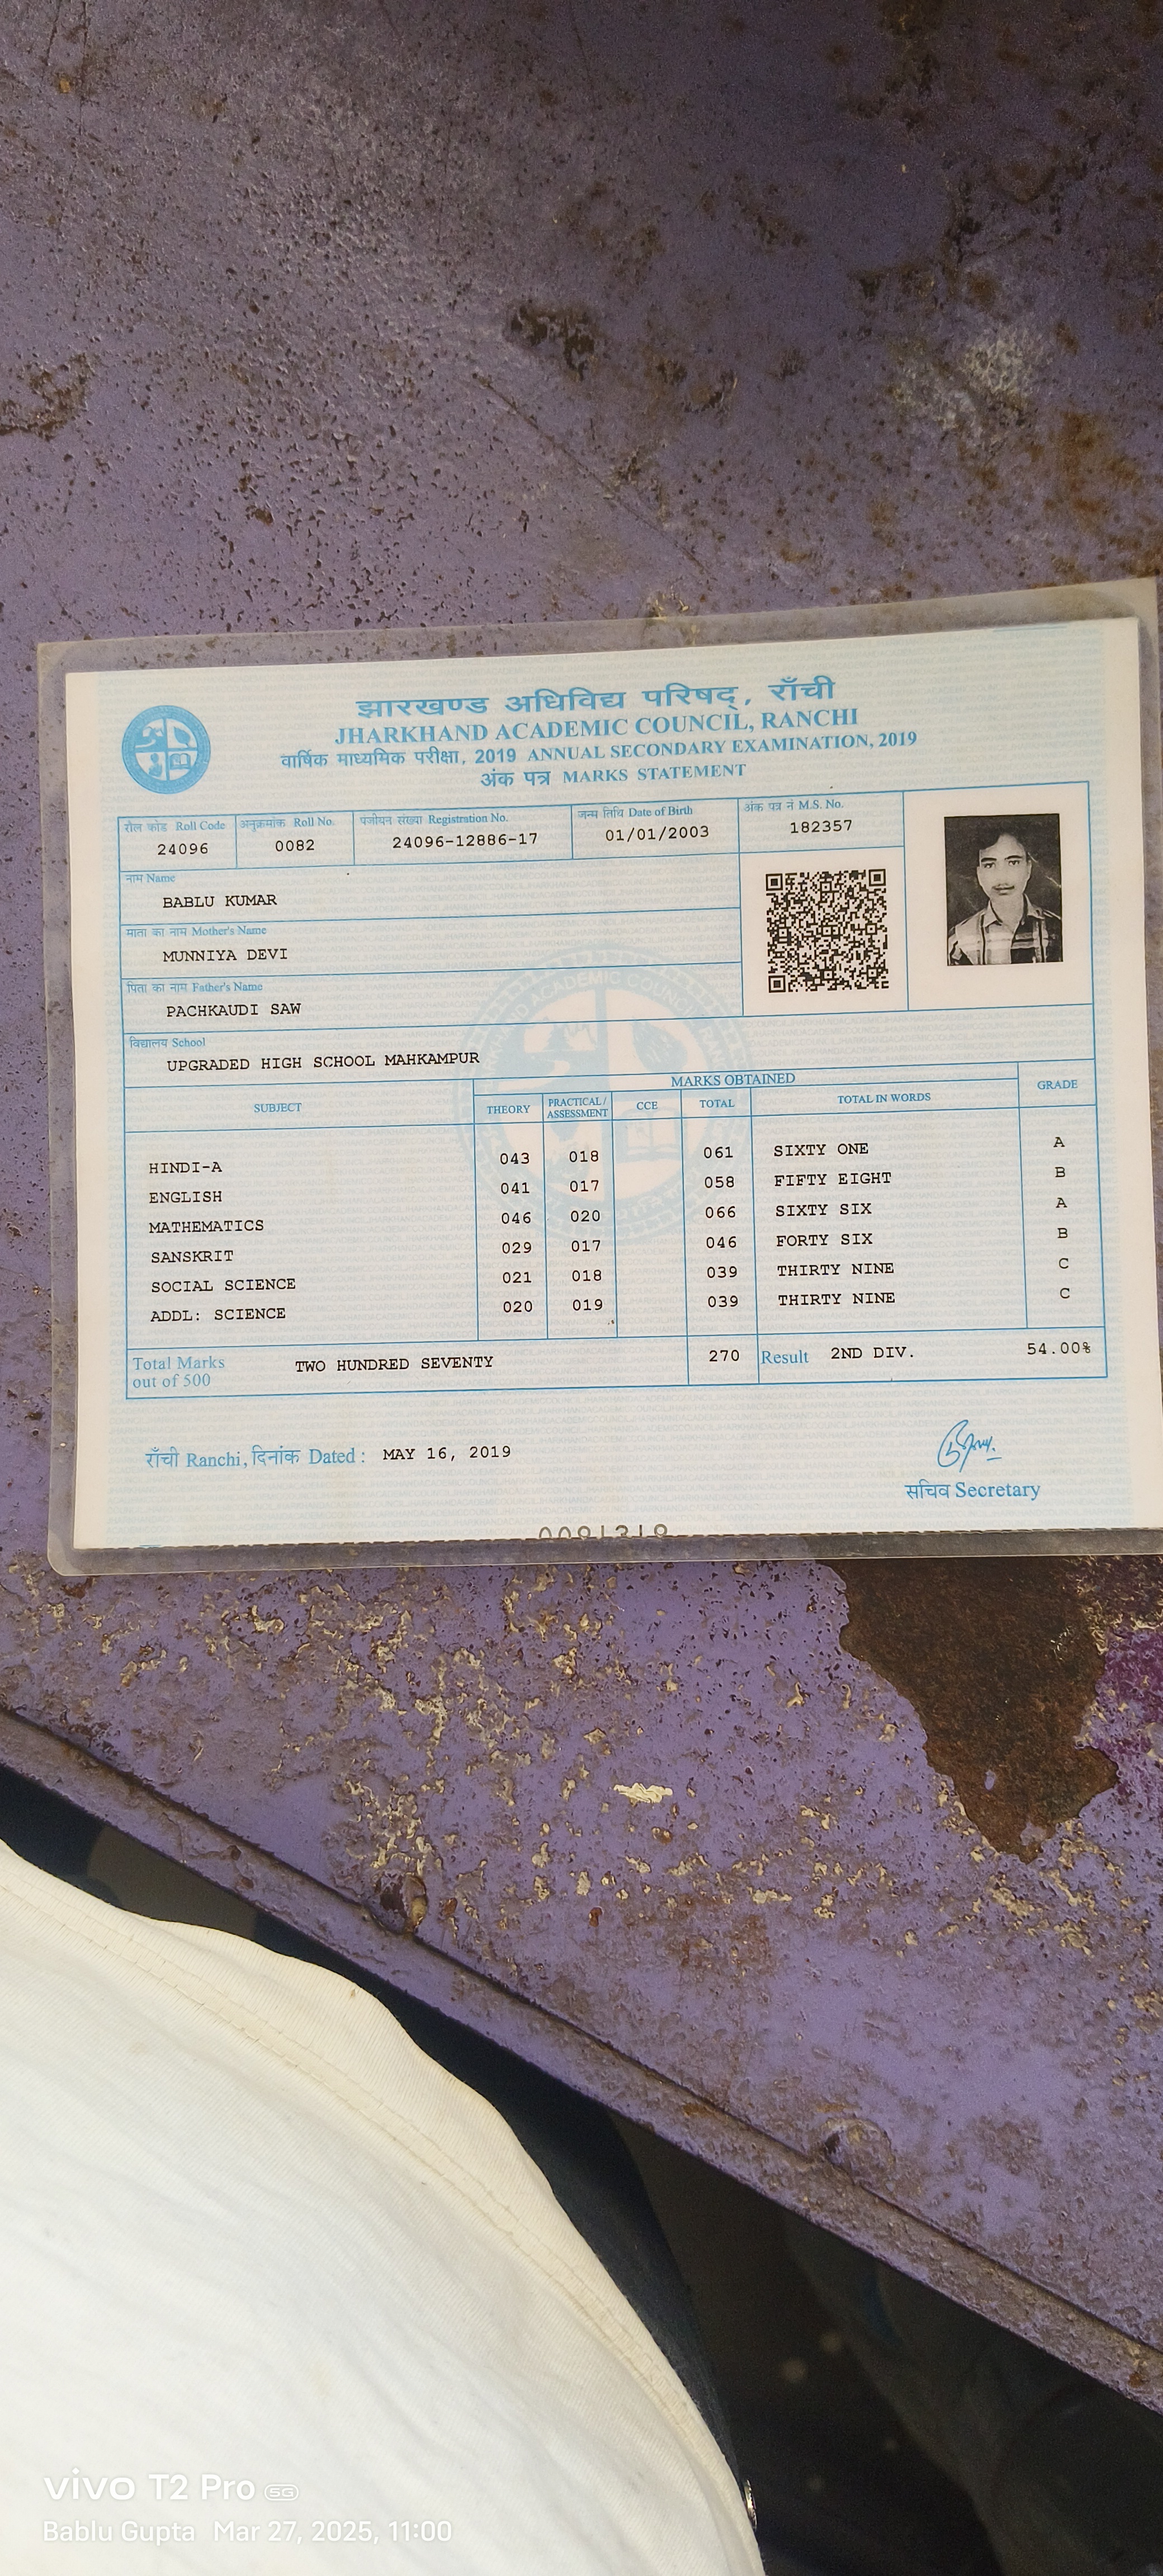 झारखण्ड अधिविद्य परिषद्, राँची
JHARKHAND ACADEMIC COUNCIL, RANCHI
वार्षिक माध्यमिक परीक्षा, 2019 ANNUAL SECONDARY EXAMINATION, 2019
अंक पत्र MARKS STATEMENT
रौल कोड Roll Code अनुक्रमांक Roll No. पंजीयन संख्या Registration No. जन्म तिथि Date of Birth अंक पत्र नं M.S. No.
24096 0082 24096-12886-17 01/01/2003 182357
नाम Name
BABLU KUMAR
माता का नाम Mother's Name
MUNNIYA DEVI
पिता का नाम Father's Name
PACHKAUDI SAW
विद्यालय School
UPGRADED HIGH SCHOOL MAHKAMPUR
MARKS OBTAINED
SUBJECT THEORY PRACTICAL / ASSESSMENT CCE TOTAL TOTAL IN WORDS GRADE
HINDI-A 043 018 061 SIXTY ONE A
ENGLISH 041 017 058 FIFTY EIGHT B
MATHEMATICS 046 020 066 SIXTY SIX A
SANSKRIT 029 017 046 FORTY SIX B
SOCIAL SCIENCE 021 018 039 THIRTY NINE C
ADDL: SCIENCE 020 019 039 THIRTY NINE C
Total Marks out of 500 TWO HUNDRED SEVENTY 270 Result 2ND DIV. 54.00%
राँची Ranchi, दिनांक Dated : MAY 16, 2019
सचिव Secretary
vivo T2 Pro 5G
Bablu Gupta Mar 27, 2025, 11:00